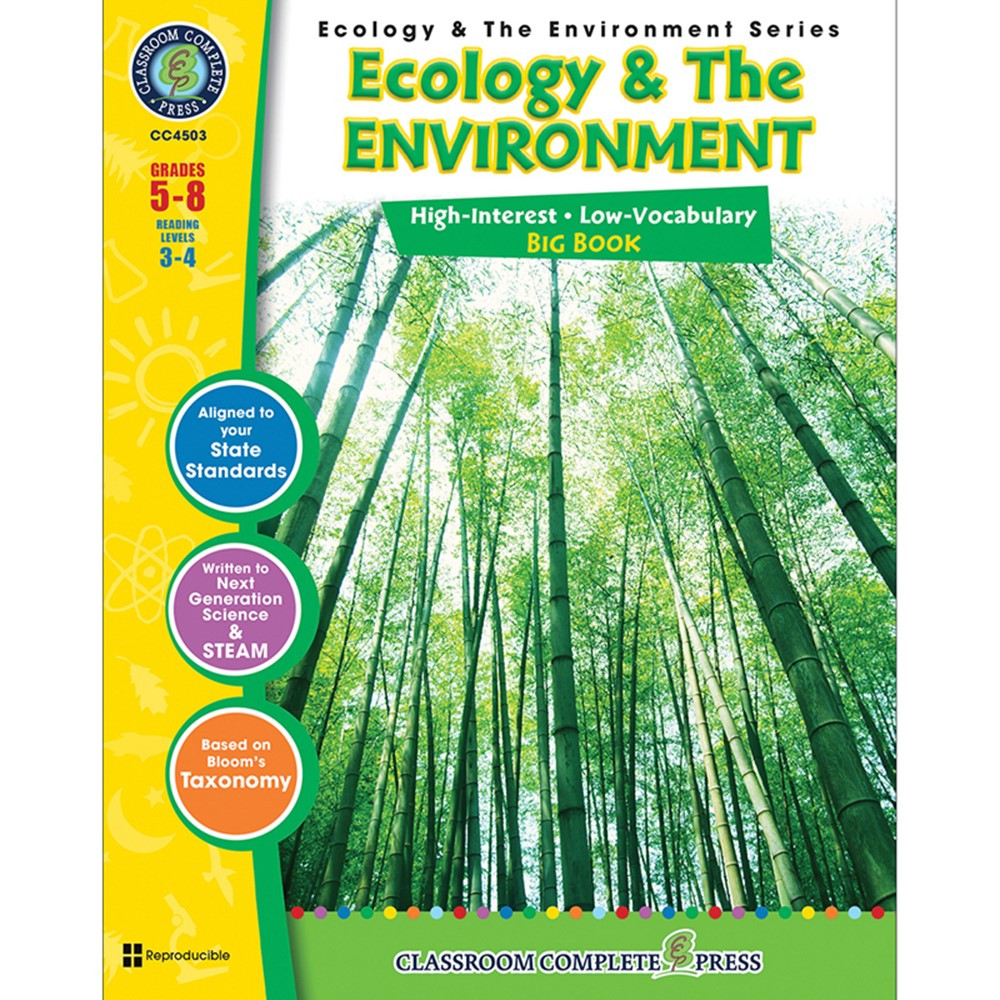 CLASSROOM COMPLETE
PRESS
CC4503
GRADES
5-8
READING
LEVELS
3-4
Ecology & The Environment Series
Ecology & The
ENVIRONMENT
High-Interest • Low-Vocabulary
BIG BOOK
Aligned to
your
State
Standards
Written to
Next
Generation
Science
&
STEAM
Based on
Bloom's
Taxonomy
Reproducible
CLASSROOM COMPLETE CP PRESS